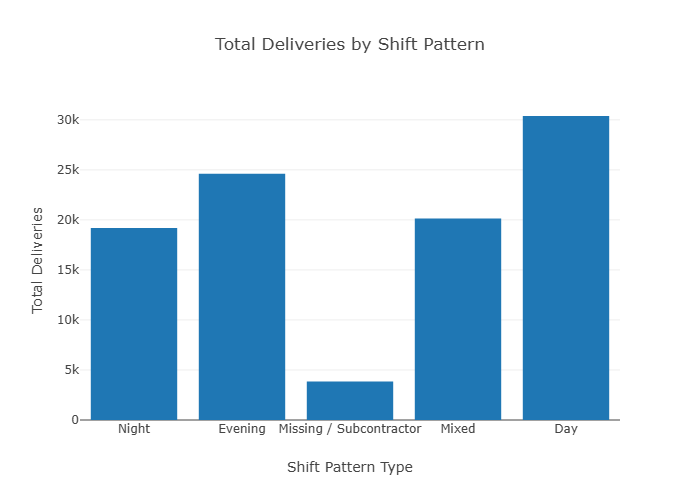 Total Deliveries by Shift Pattern
Total Deliveries
30k
25k
20k
15k
10k
5k
0
Night
Evening
Missing / Subcontractor
Mixed
Day
Shift Pattern Type